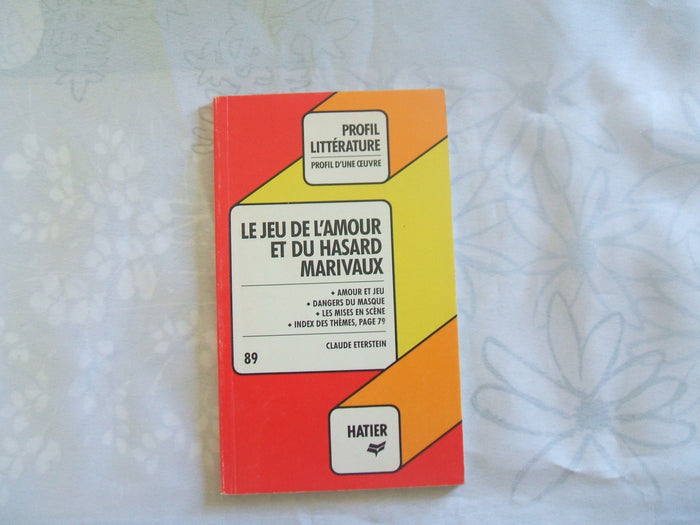 PROFIL
LITTÉRATURE
PROFIL D'UNE ŒUVRE
LE JEU DE L'AMOUR
ET DU HASARD
MARIVAUX
• AMOUR ET JEU
• DANGERS DU MASQUE
• LES MISES EN SCÈNE
• INDEX DES THÈMES, PAGE 79
CLAUDE ETERSTEIN
89
HATIER